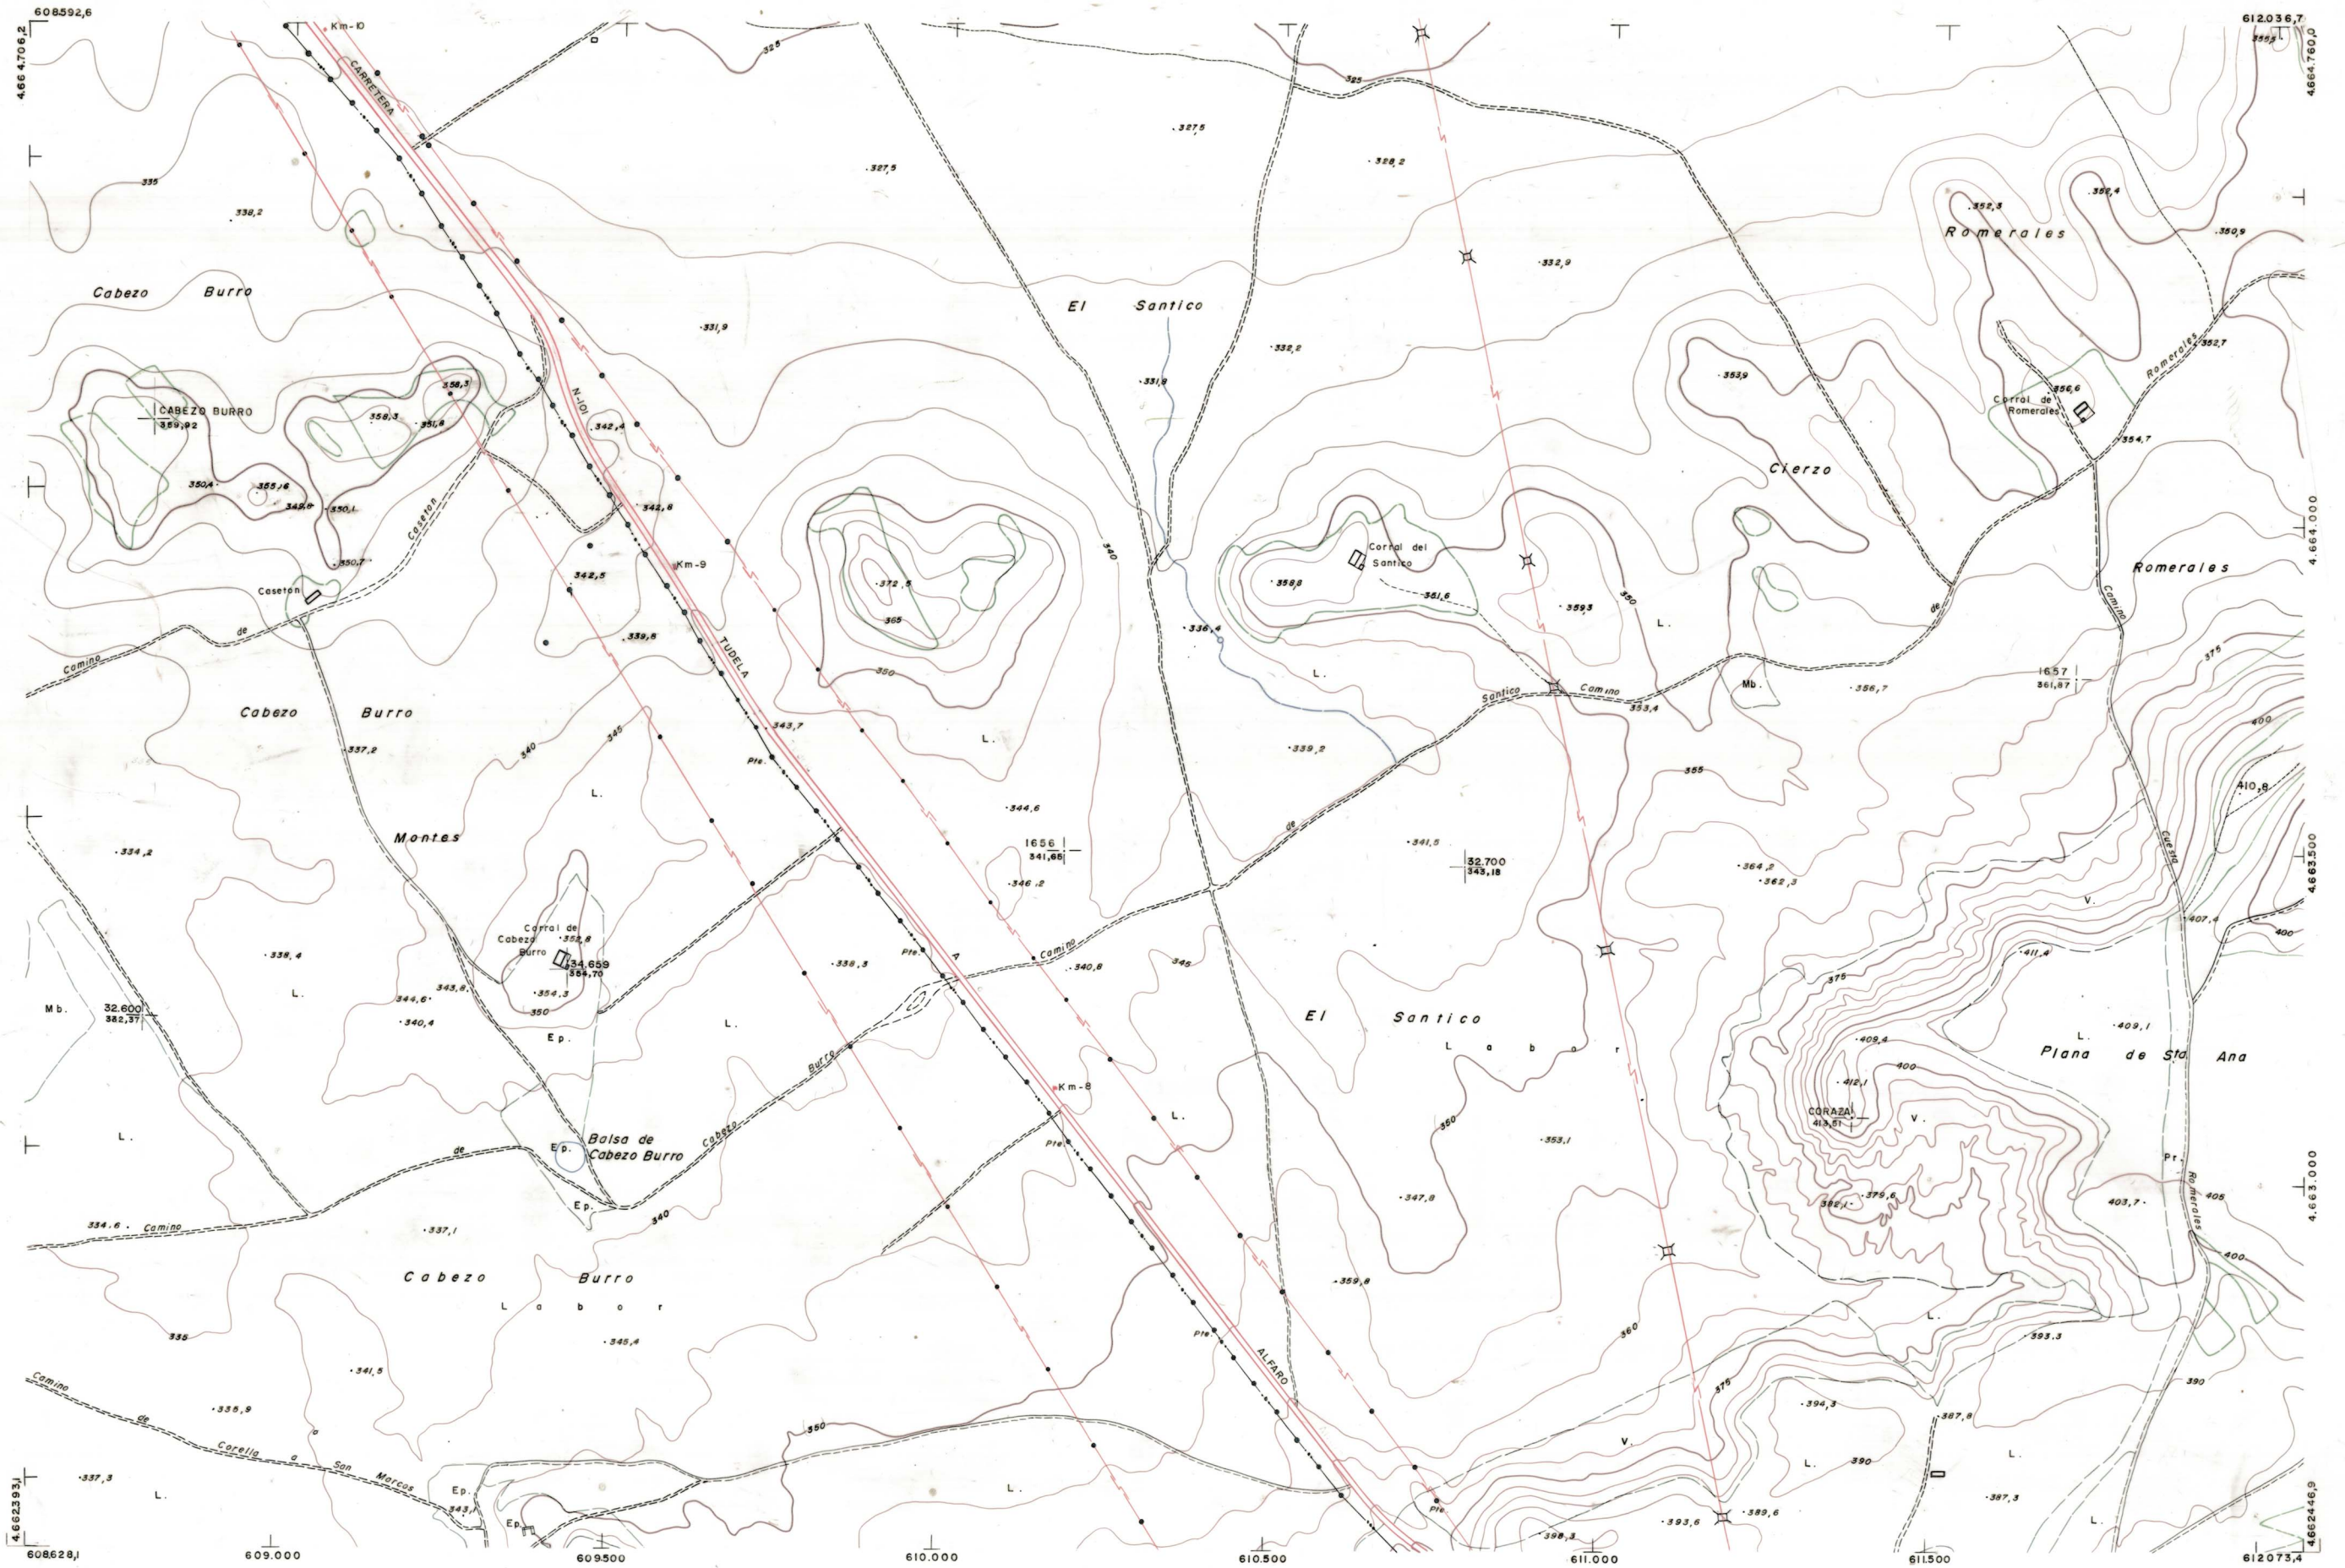 608592,6
612.036,7
4.664.706,2
4.664.760,0
Km-10
325
325
CARRETERA
327,5
327,5
328,2
335
338,2
352,4
352,3
Romerales
350,9
332,9
Cabezo Burro
El Santico
331,9
332,2
352,7
Romerales
331,8
353,9
358,3
358,3
351,8
CABEZO BURRO
369,92
N-101
342,4
356,6
Corral de
Romerales
354,7
Cierzo
350,4
355,6
349,8
350,1
342,8
Caseton
4.664.000
340
Corral del
Santico
350,7
Km-9
342,5
372,5
358,8
351,6
359,3
350
Romerales
Caseton
365
L.
de
Camino
336,4
339,8
de
Camino
TUDELA
350
L.
375
1657
361,87
Mb.
356,7
Santico Camino
353,4
Cabezo Burro
343,7
400
337,2
340
345
L.
339,2
Pte.
355
410,8
L.
344,6
Montes
de
334,2
1656
341,65
341,5
Cuesta
32.700
343,18
364,2
362,3
4.663.500
346,2
V.
407,4
400
Corral de
Cabezo
Burro
352,8
34.659
354,70
338,4
338,3
Pte.
A
Camino
340,8
345
411,4
375
L.
344,6
343,8
354,3
350
340,4
Mb.
32.600
332,37
L.
Ep.
El Santico
Labor
409,1
L.
409,4
Plana de Sta Ana
400
Burro
Km-8
412,1
CORAZA
413,51
V.
L.
350
L.
Balsa de
Cabezo Burro
Ep.
Cabezo
de
Pte.
353,1
Pr.
Romerales
4.663.000
347,8
379,6
382,1
403,7
405
Ep.
334.6
Camino
337,1
340
400
Cabezo Burro
Labor
359,8
L.
335
345,4
Pte.
360
393.3
341,5
ALFARO
375
390
Camino
de
Corella
a
San
Marcos
335,9
350
394,3
387,8
V.
L.
390
L.
337,3
L.
Ep.
343,1
Ep.
L.
Pte.
387,3
393,6
389,6
398,3
L.
4.662393,1
4.662446,9
608628,1
609.000
609.500
610.000
610.500
611.000
611.500
612073,4